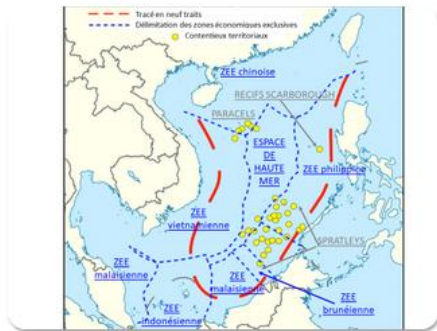 Tracé en neuf traits
Délimitation des zones économiques exclusives
Contentieux territoriaux
ZEE chinoise
RECIFS SCARBOROUGH
PARACELS
ESPACE
DE
HAUTE
MER
ZEE philippine
ZEE
vietnamienne
SPRATLEYS
ZEE
malaisienne
ZEE
malaisienne
ZEE
indonésienne
ZEE
brunéienne